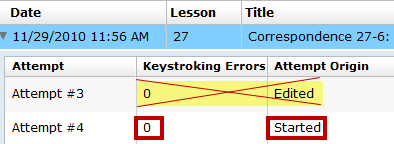 Date Lesson Title
11/29/2010 11:56 AM 27 Correspondence 27-6:
Attempt Keystroking Errors Attempt Origin
Attempt #3 0 Edited
Attempt #4 0 Started